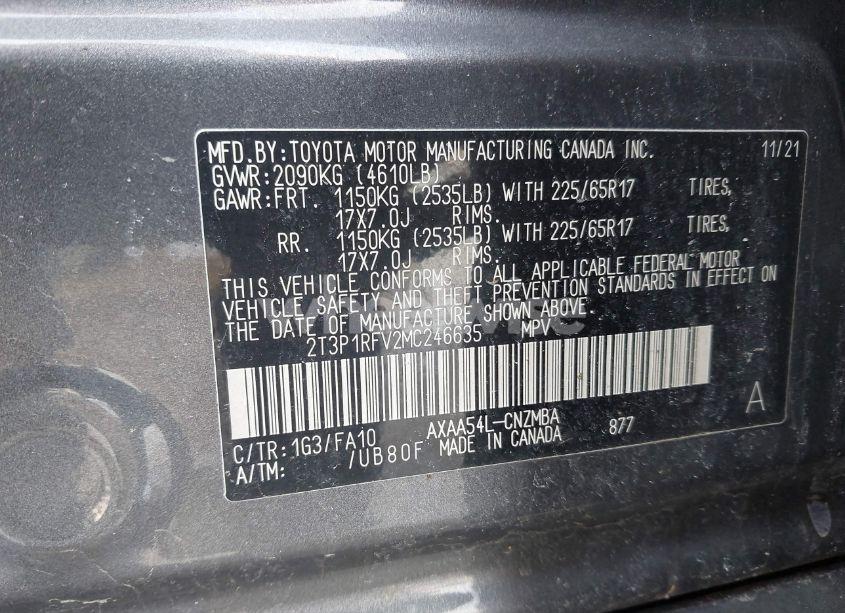 MFD.BY:TOYOTA MOTOR MANUFACTURING CANADA INC. 11/21
GVWR:2090KG (4610LB)
GAWR:FRT. 1150KG (2535LB) WITH 225/65R17 TIRES,
17X7.0J RIMS.
RR. 1150KG (2535LB) WITH 225/65R17 TIRES,
17X7.0J RIMS.
THIS VEHICLE CONFORMS TO ALL APPLICABLE FEDERAL MOTOR
VEHICLE SAFETY AND THEFT PREVENTION STANDARDS IN EFFECT ON
THE DATE OF MANUFACTURE SHOWN ABOVE.
2T3P1RFV2MC246635 MPV
A
C/TR:1G3/FA10 AXAA54L-CNZMBA 877
A/TM: /UB80F MADE IN CANADA